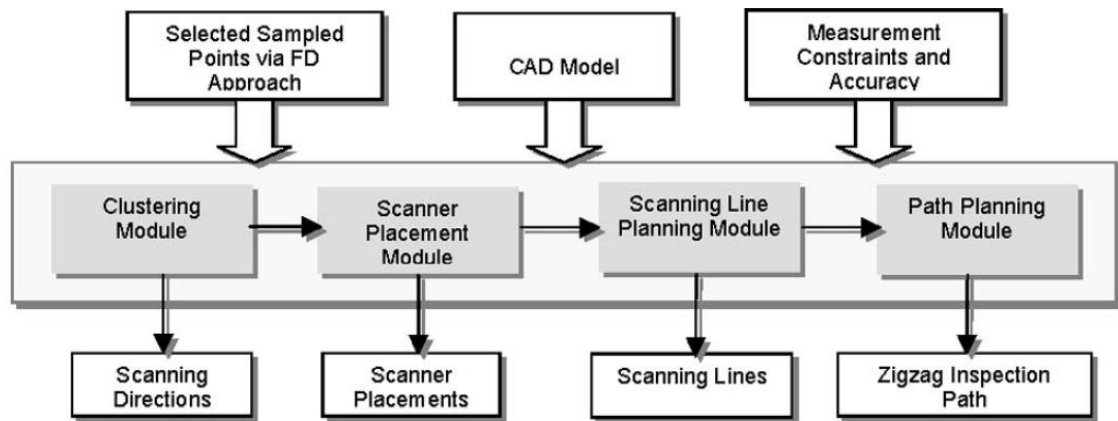 Selected Sampled
Points via FD
Approach
CAD Model
Measurement
Constraints and
Accuracy
Clustering
Module
Scanner
Placement
Module
Scanning Line
Planning Module
Path Planning
Module
Scanning
Directions
Scanner
Placements
Scanning Lines
Zigzag Inspection
Path